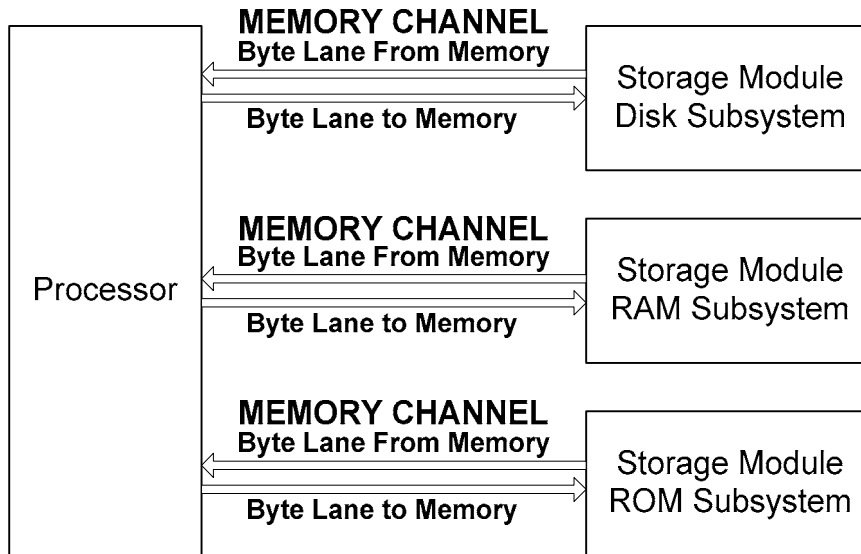 MEMORY CHANNEL
Byte Lane From Memory
Byte Lane to Memory
Storage Module
Disk Subsystem
MEMORY CHANNEL
Byte Lane From Memory
Byte Lane to Memory
Storage Module
RAM Subsystem
Processor
MEMORY CHANNEL
Byte Lane From Memory
Byte Lane to Memory
Storage Module
ROM Subsystem